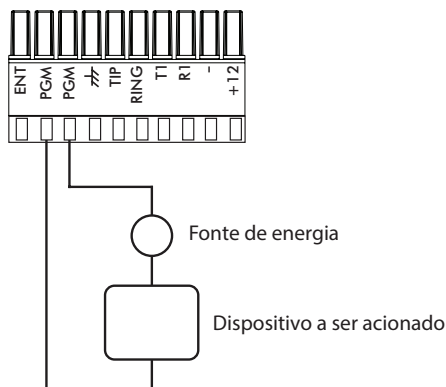 ENT
PGM
PGM
TIP
RING
T1
R1
-
+12
Fonte de energia
Dispositivo a ser acionado